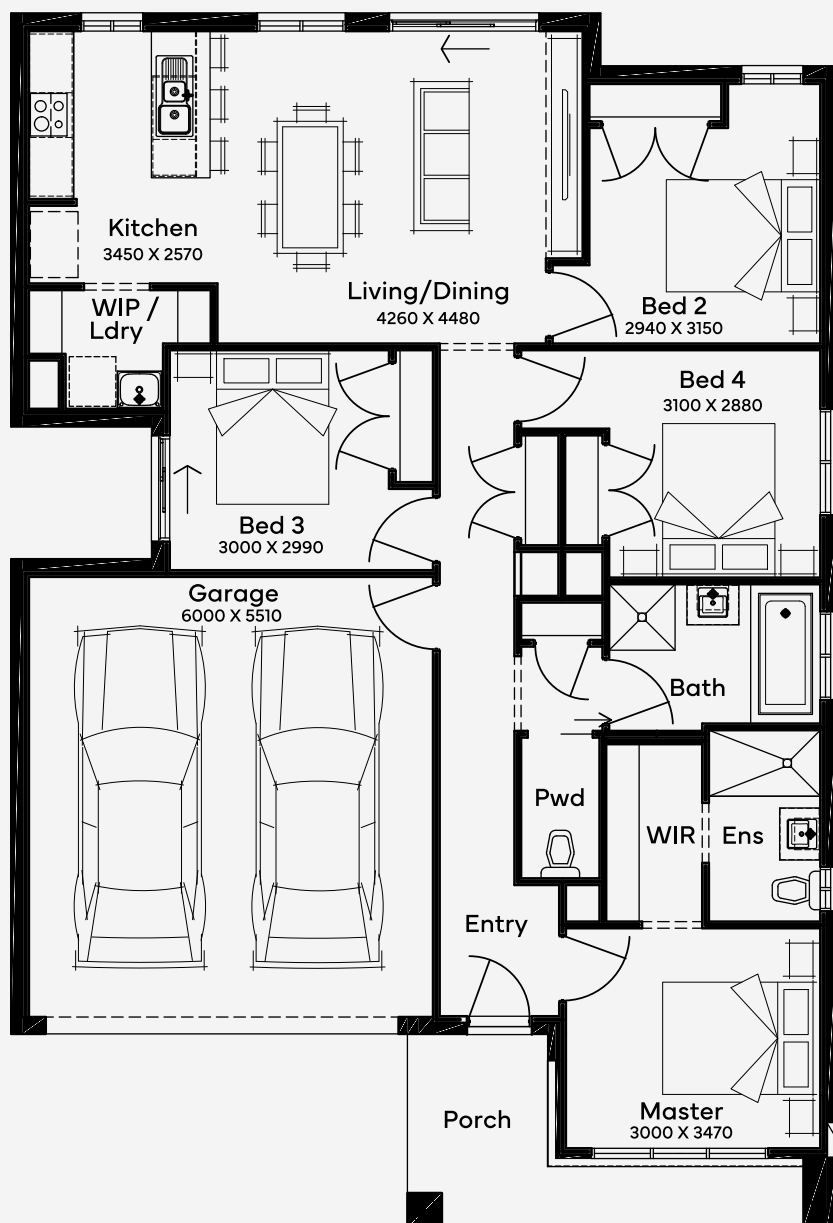 Kitchen
3450 X 2570
WIP /
Ldry
Living/Dining
4260 X 4480
Bed 2
2940 X 3150
Bed 4
3100 X 2880
Bed 3
3000 X 2990
Garage
6000 X 5510
Bath
Pwd
WIR
Ens
Entry
Master
3000 X 3470
Porch